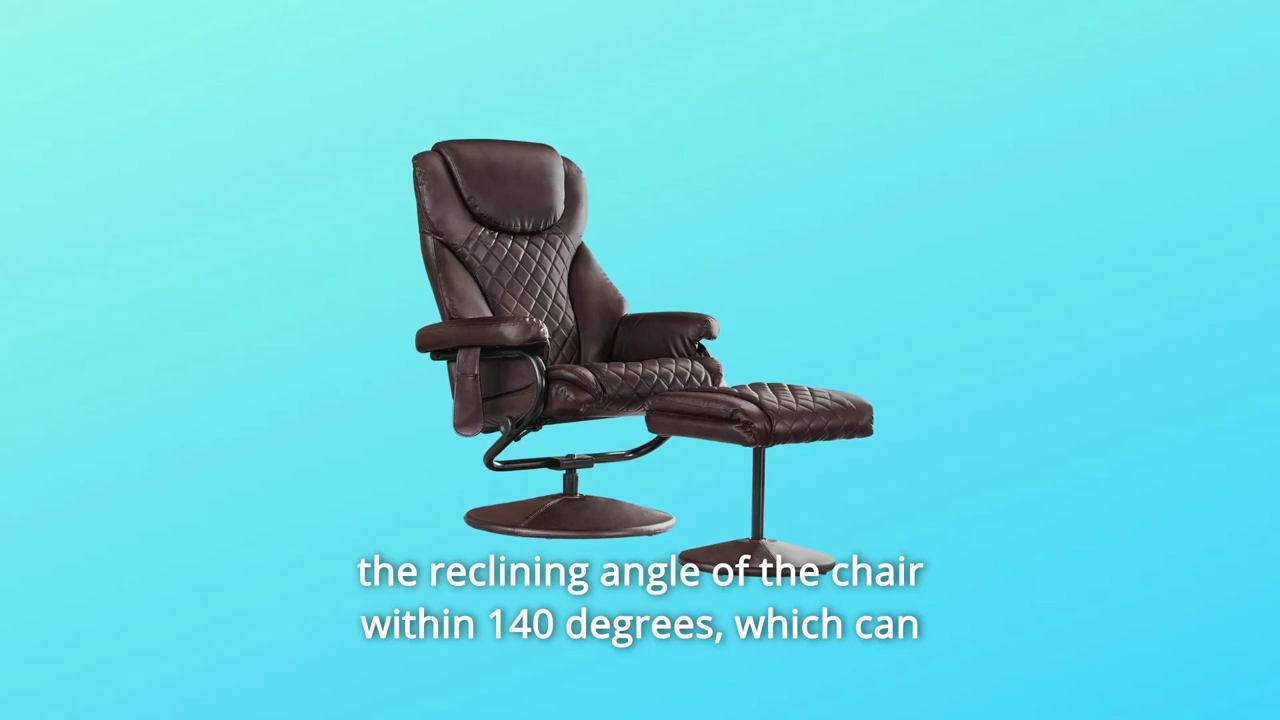 the reclining angle of the chair
within 140 degrees, which can